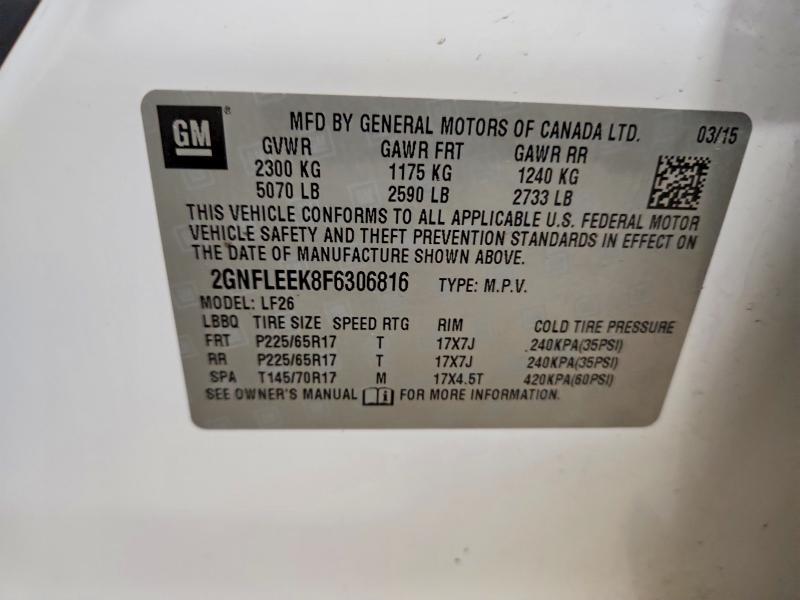 GM®
MFD BY GENERAL MOTORS OF CANADA LTD. 03/15
GVWR GAWR FRT GAWR RR
2300 KG 1175 KG 1240 KG
5070 LB 2590 LB 2733 LB
THIS VEHICLE CONFORMS TO ALL APPLICABLE U.S. FEDERAL MOTOR
VEHICLE SAFETY AND THEFT PREVENTION STANDARDS IN EFFECT ON
THE DATE OF MANUFACTURE SHOWN ABOVE.
2GNFLEEK8F6306816 TYPE: M.P.V.
MODEL: LF26
LBBQ TIRE SIZE SPEED RTG RIM COLD TIRE PRESSURE
FRT P225/65R17 T 17X7J 240KPA(35PSI)
RR P225/65R17 T 17X7J 240KPA(35PSI)
SPA T145/70R17 M 17X4.5T 420KPA(60PSI)
SEE OWNER'S MANUAL FOR MORE INFORMATION.